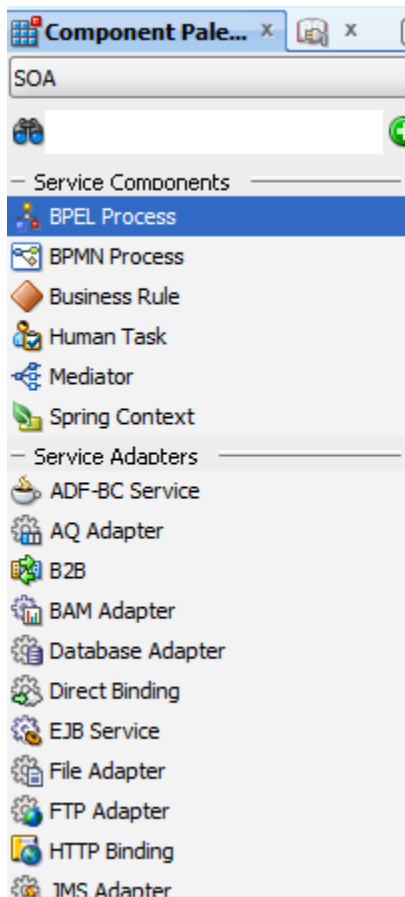 Component Pale...
SOA
Service Components
BPEL Process
BPMN Process
Business Rule
Human Task
Mediator
Spring Context
Service Adapters
ADF-BC Service
AQ Adapter
B2B
BAM Adapter
Database Adapter
Direct Binding
EJB Service
File Adapter
FTP Adapter
HTTP Binding
JMS Adapter